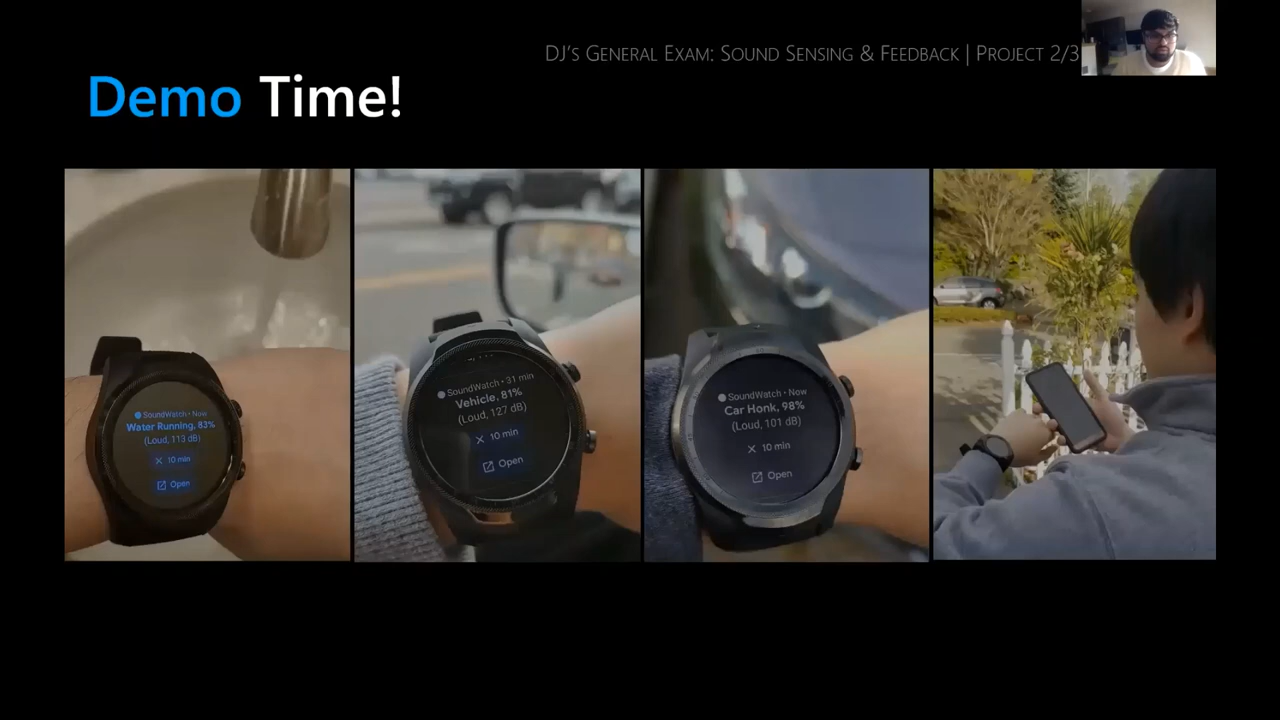 DJ's General Exam: Sound Sensing & Feedback | Project 2/3
Demo Time!
SoundWatch • Now
Water Running, 83%
(Loud, 113 dB)
10 min
Open
SoundWatch • 31 min
Vehicle, 81%
(Loud, 127 dB)
10 min
Open
SoundWatch • Now
Car Honk, 98%
(Loud, 101 dB)
10 min
Open